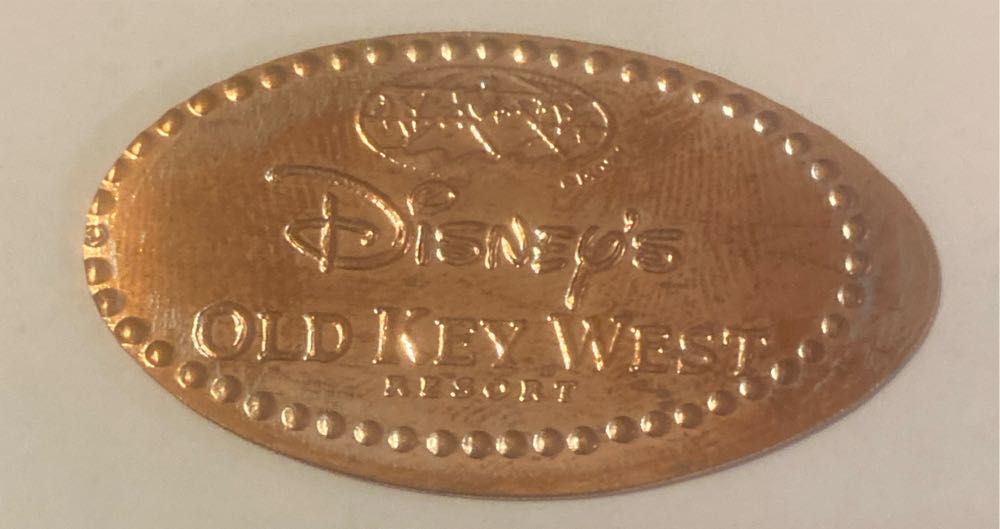 Disney's
OLD KEY WEST
RESORT